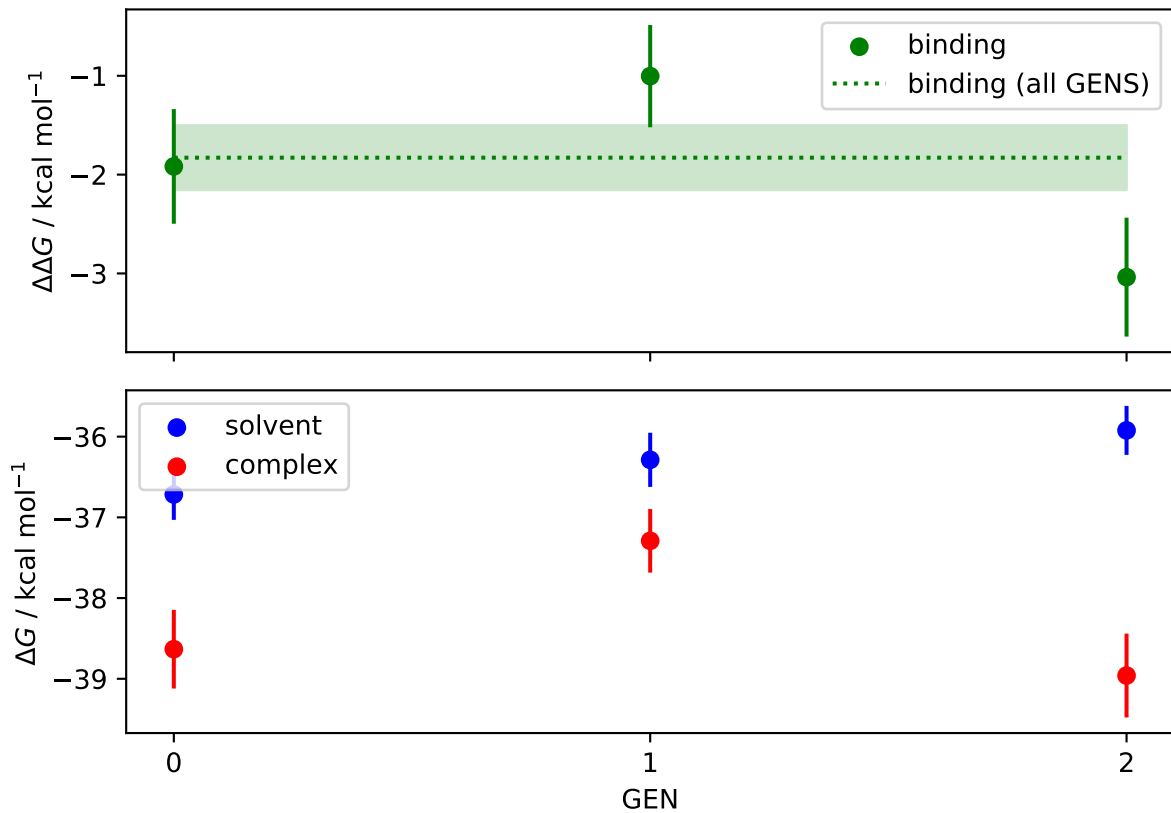 ΔΔG / kcal mol⁻¹
−1
−2
−3
binding
binding (all GENS)
ΔG / kcal mol⁻¹
−36
−37
−38
−39
solvent
complex
0
1
2
GEN